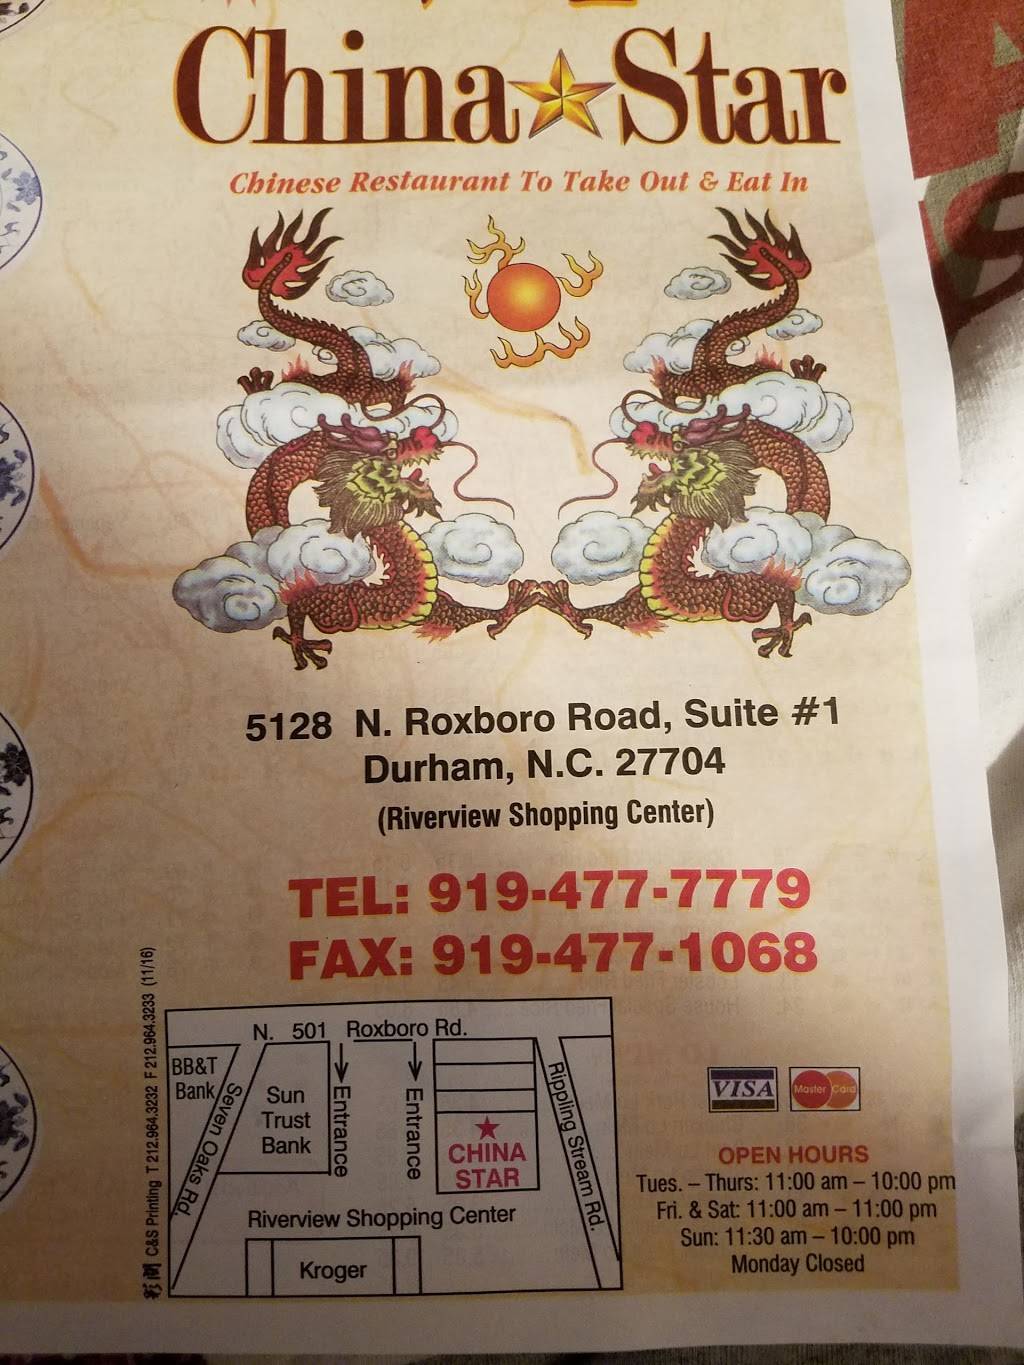 China Star
Chinese Restaurant To Take Out & Eat In
5128 N. Roxboro Road, Suite #1
Durham, N.C. 27704
(Riverview Shopping Center)
TEL: 919-477-7779
FAX: 919-477-1068
C&S Printing T 212.964.3232 F 212.964.3233 (11/16)
N. 501 Roxboro Rd.
BB&T
Bank
Seven Oaks Rd.
Sun
Trust
Bank
Entrance
Entrance
CHINA
STAR
Rippling Stream Rd.
Riverview Shopping Center
Kroger
VISA
MasterCard
OPEN HOURS
Tues. – Thurs: 11:00 am – 10:00 pm
Fri. & Sat: 11:00 am – 11:00 pm
Sun: 11:30 am – 10:00 pm
Monday Closed